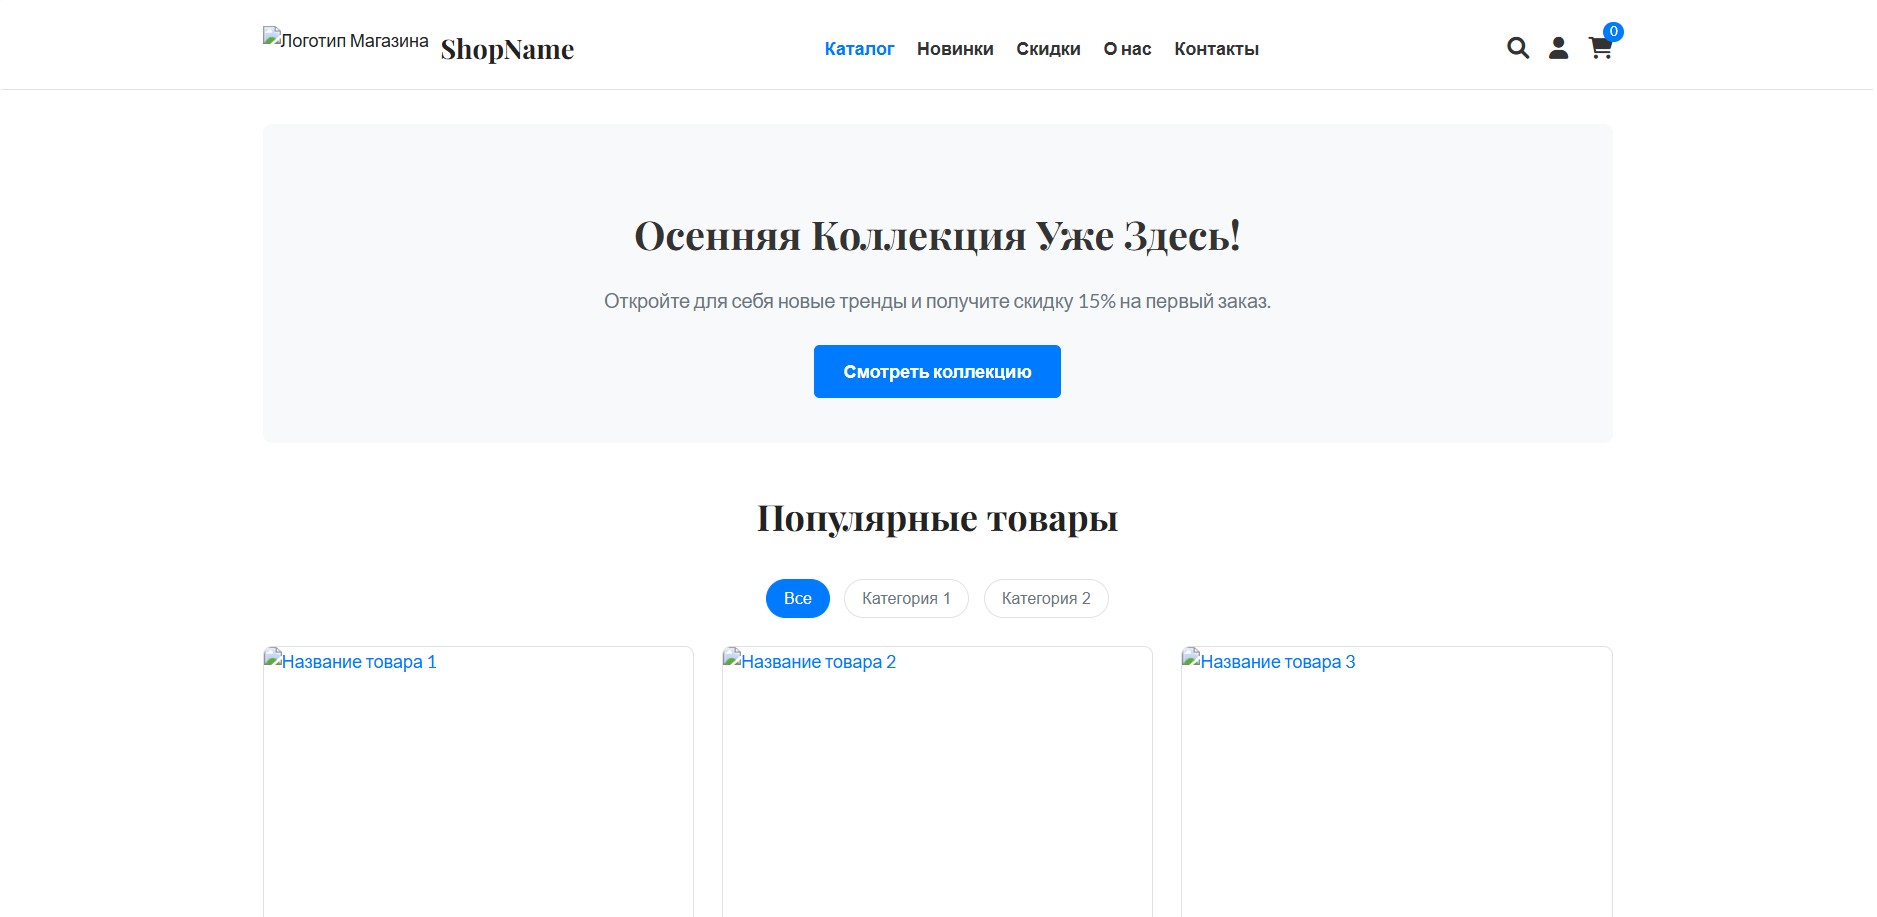 Логотип Магазина ShopName
Каталог Новинки Скидки О нас Контакты
0
Осенняя Коллекция Уже Здесь!
Откройте для себя новые тренды и получите скидку 15% на первый заказ.
Смотреть коллекцию
Популярные товары
Все Категория 1 Категория 2
Название товара 1 Название товара 2 Название товара 3